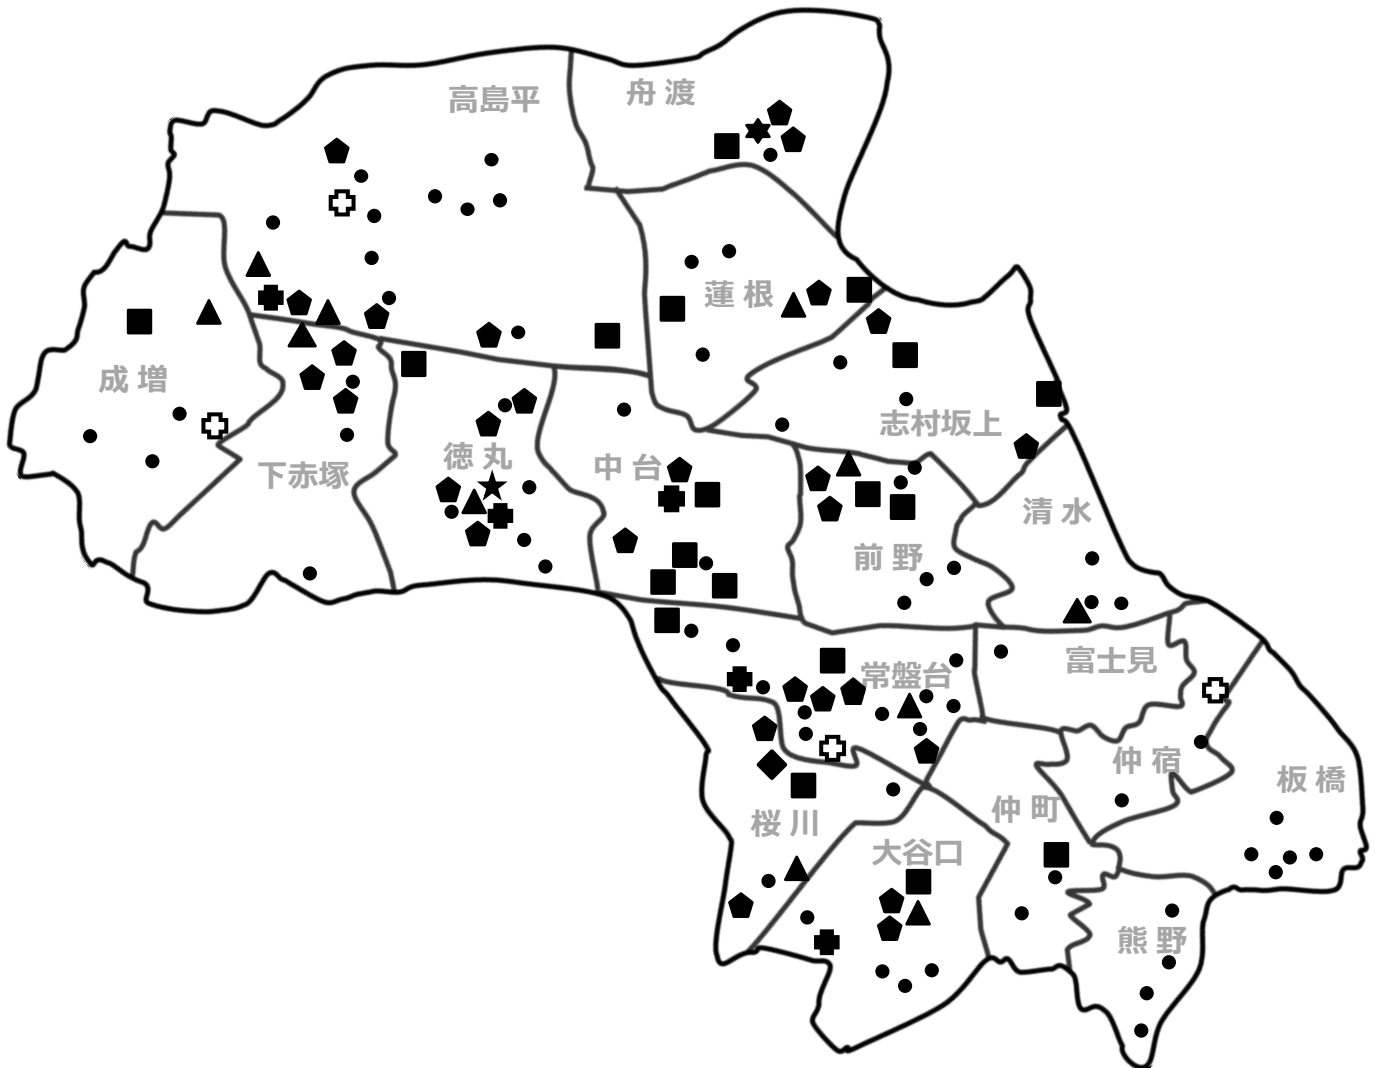 高島平
舟渡
蓮根
成増
下赤塚
徳丸
中台
志村坂上
前野
清水
常盤台
富士見
仲宿
板橋
桜川
仲町
大谷口
熊野